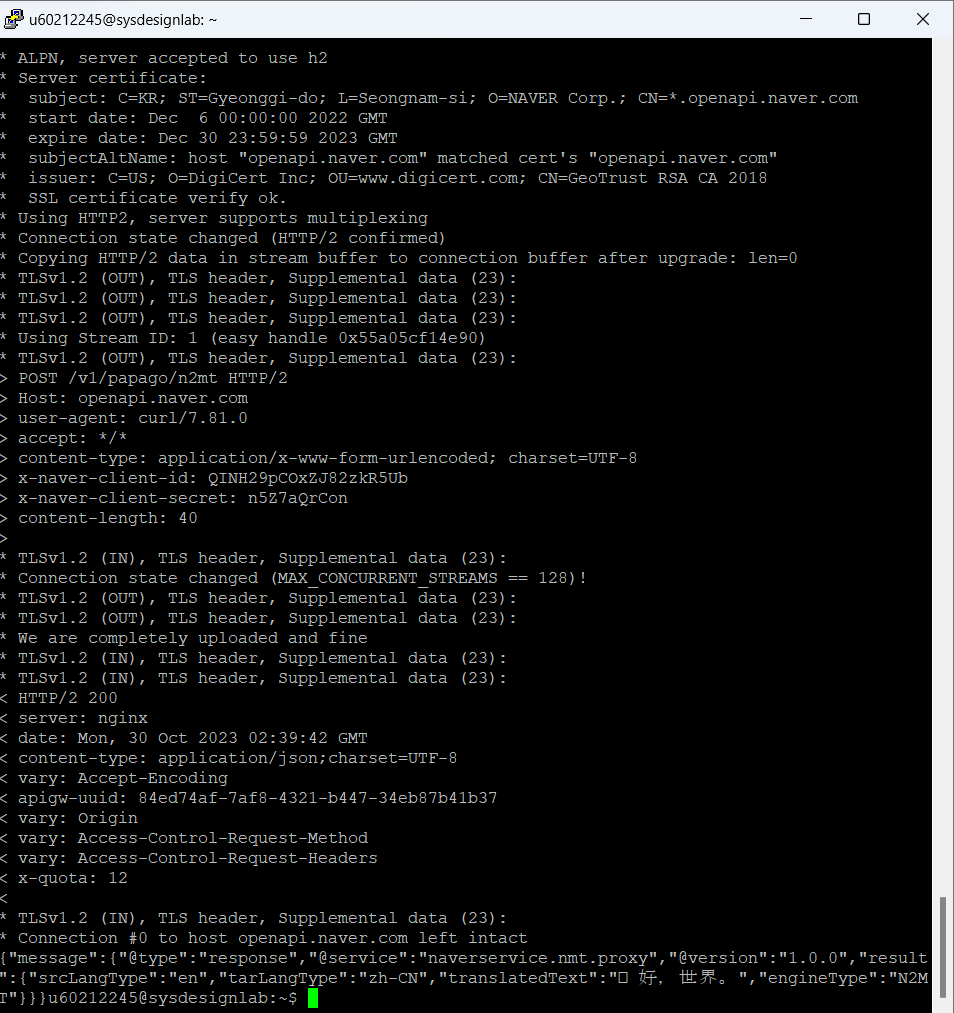 u60212245@sysdesignlab: ~
* ALPN, server accepted to use h2
* Server certificate:
*  subject: C=KR; ST=Gyeonggi-do; L=Seongnam-si; O=NAVER Corp.; CN=*.openapi.naver.com
*  start date: Dec  6 00:00:00 2022 GMT
*  expire date: Dec 30 23:59:59 2023 GMT
*  subjectAltName: host "openapi.naver.com" matched cert's "openapi.naver.com"
*  issuer: C=US; O=DigiCert Inc; OU=www.digicert.com; CN=GeoTrust RSA CA 2018
*  SSL certificate verify ok.
* Using HTTP2, server supports multiplexing
* Connection state changed (HTTP/2 confirmed)
* Copying HTTP/2 data in stream buffer to connection buffer after upgrade: len=0
* TLSv1.2 (OUT), TLS header, Supplemental data (23):
* TLSv1.2 (OUT), TLS header, Supplemental data (23):
* TLSv1.2 (OUT), TLS header, Supplemental data (23):
* Using Stream ID: 1 (easy handle 0x55a05cf14e90)
* TLSv1.2 (OUT), TLS header, Supplemental data (23):
> POST /v1/papago/n2mt HTTP/2
> Host: openapi.naver.com
> user-agent: curl/7.81.0
> accept: */*
> content-type: application/x-www-form-urlencoded; charset=UTF-8
> x-naver-client-id: QINH29pCOxZJ82zkR5Ub
> x-naver-client-secret: n5Z7aQrCon
> content-length: 40
>
* TLSv1.2 (IN), TLS header, Supplemental data (23):
* Connection state changed (MAX_CONCURRENT_STREAMS == 128)!
* TLSv1.2 (OUT), TLS header, Supplemental data (23):
* TLSv1.2 (OUT), TLS header, Supplemental data (23):
* We are completely uploaded and fine
* TLSv1.2 (IN), TLS header, Supplemental data (23):
* TLSv1.2 (IN), TLS header, Supplemental data (23):
< HTTP/2 200
< server: nginx
< date: Mon, 30 Oct 2023 02:39:42 GMT
< content-type: application/json;charset=UTF-8
< vary: Accept-Encoding
< apigw-uuid: 84ed74af-7af8-4321-b447-34eb87b41b37
< vary: Origin
< vary: Access-Control-Request-Method
< vary: Access-Control-Request-Headers
< x-quota: 12
<
* TLSv1.2 (IN), TLS header, Supplemental data (23):
* Connection #0 to host openapi.naver.com left intact
{"message":{"@type":"response","@service":"naverservice.nmt.proxy","@version":"1.0.0","result
":{"srcLangType":"en","tarLangType":"zh-CN","translatedText":"▯ 好，世界。","engineType":"N2M
T"}}}u60212245@sysdesignlab:~$